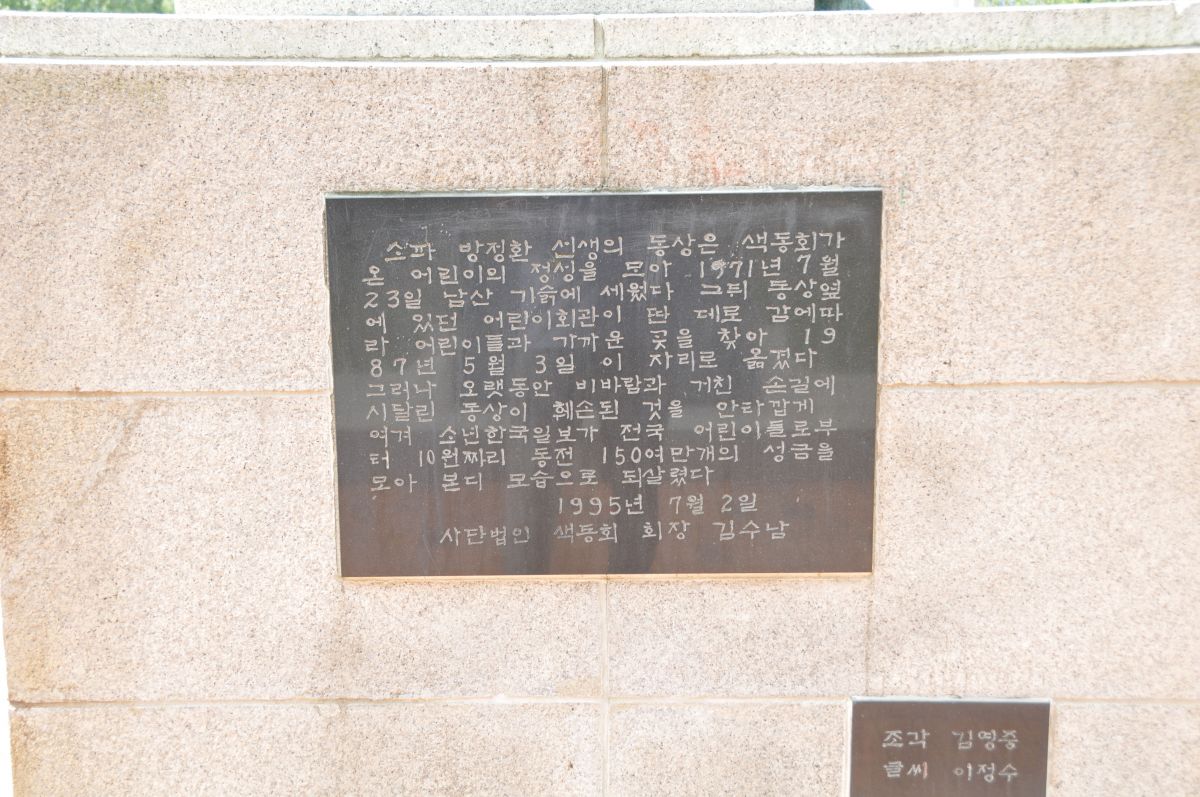 소파 방정환 선생의 동상은 색동회가
온 어린이의 정성을 모아 1971년 7월
23일 남산 기슭에 세웠다 그뒤 동상옆
에 있던 어린이회관이 딴 데로 감에따
라 어린이들과 가까운 곳을 찾아 19
87년 5월 3일 이 자리로 옮겼다
그러나 오랫동안 비바람과 거친 손길에
시달린 동상이 훼손된 것을 안타깝게
여겨 소년한국일보가 전국 어린이들로부
터 10원짜리 동전 150여만개의 성금을
모아 본디 모습으로 되살렸다
1995년 7월 2일
사단법인 색동회 회장 김수남
조각 김영중
글씨 이정수